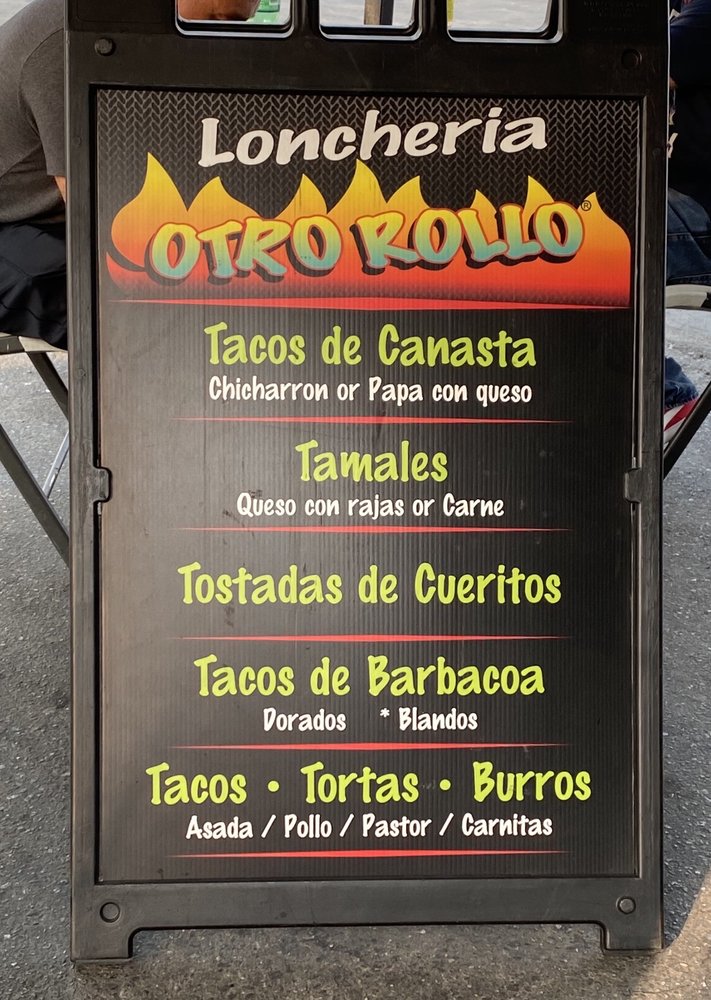 Loncheria
OTRO ROLLO®
Tacos de Canasta
Chicharron or Papa con queso
Tamales
Queso con rajas or Carne
Tostadas de Cueritos
Tacos de Barbacoa
Dorados * Blandos
Tacos • Tortas • Burros
Asada / Pollo / Pastor / Carnitas